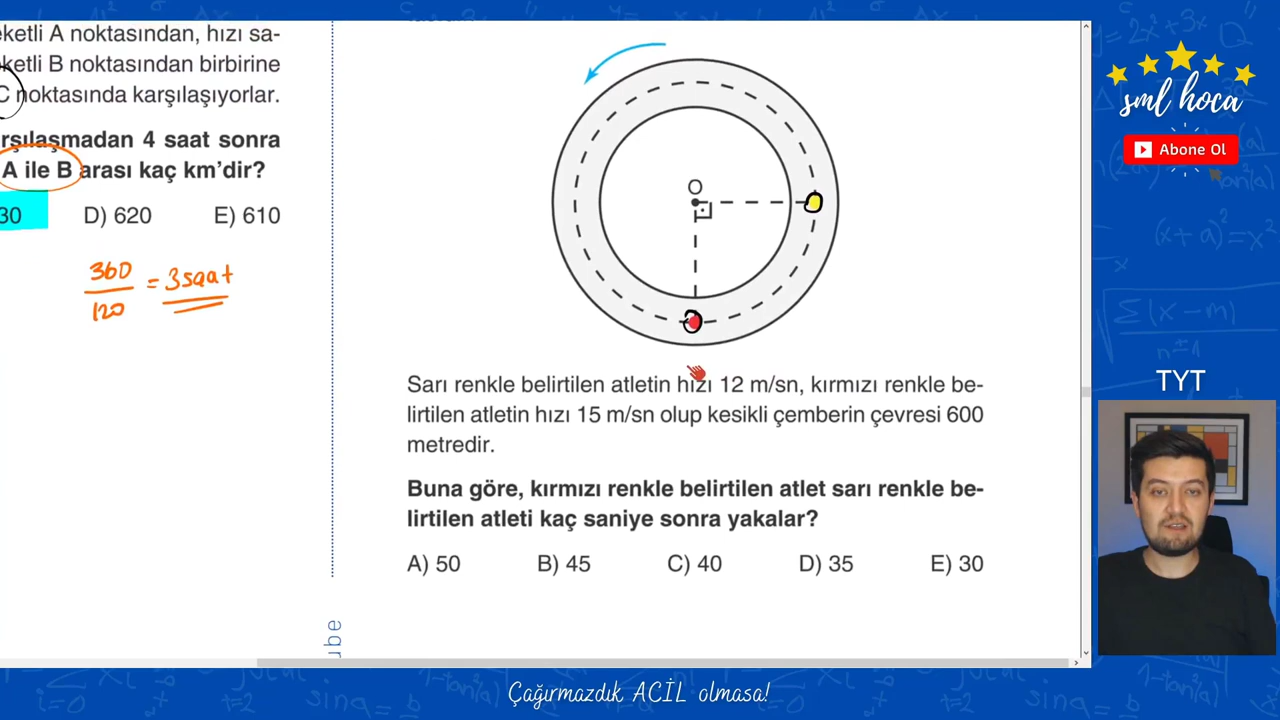 eketli A noktasından, hızı sa-
eketli B noktasından birbirine
C noktasında karşılaşıyorlar.
rşılaşmadan 4 saat sonra
A ile B arası kaç km'dir?
30 D) 620 E) 610
360
120
= 3 saat
O
Sarı renkle belirtilen atletin hızı 12 m/sn, kırmızı renkle be-
lirtilen atletin hızı 15 m/sn olup kesikli çemberin çevresi 600
metredir.
Buna göre, kırmızı renkle belirtilen atlet sarı renkle be-
lirtilen atleti kaç saniye sonra yakalar?
A) 50 B) 45 C) 40 D) 35 E) 30
ube
sml hoca
Abone Ol
TYT
Çağırmazdık ACİL olmasa!